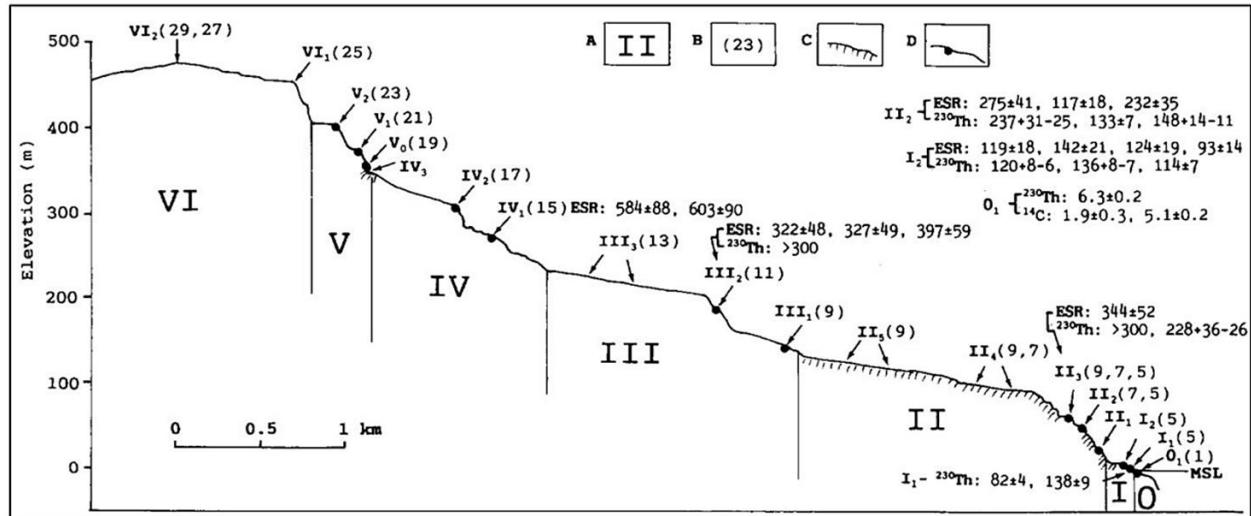 VI₂(29,27)
VI₁(25)
A II B (23) C D
V₂(23)
V₁(21)
V₀(19)
IV₃
II₂ ESR: 275±41, 117±18, 232±35
²³⁰Th: 237+31-25, 133±7, 148+14-11
I₂ ESR: 119±18, 142±21, 124±19, 93±14
²³⁰Th: 120+8-6, 136+8-7, 114±7
O₁ ²³⁰Th: 6.3±0.2
¹⁴C: 1.9±0.3, 5.1±0.2
IV₂(17)
IV₁(15) ESR: 584±88, 603±90
III₃(13)
ESR: 322±48, 327±49, 397±59
²³⁰Th: >300
III₂(11)
III₁(9)
II₅(9)
II₄(9,7)
ESR: 344±52
²³⁰Th: >300, 228+36-26
II₃(9,7,5)
II₂(7,5)
II₁ I₂(5)
I₁(5)
O₁(1)
MSL
I₁- ²³⁰Th: 82±4, 138±9
VI
V
IV
III
II
I
O
Elevation (m)
500
400
300
200
100
0
0 0.5 1 km